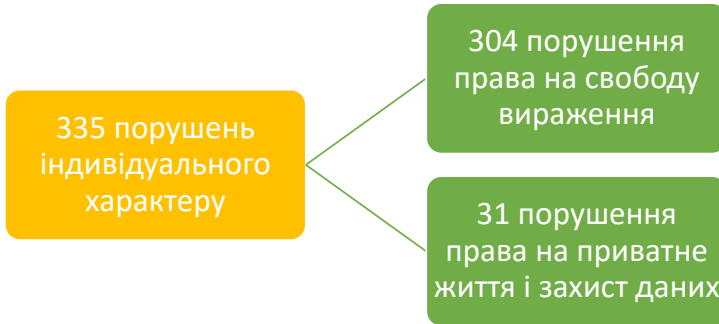 335 порушень
індивідуального
характеру
304 порушення
права на свободу
вираження
31 порушення
права на приватне
життя і захист даних